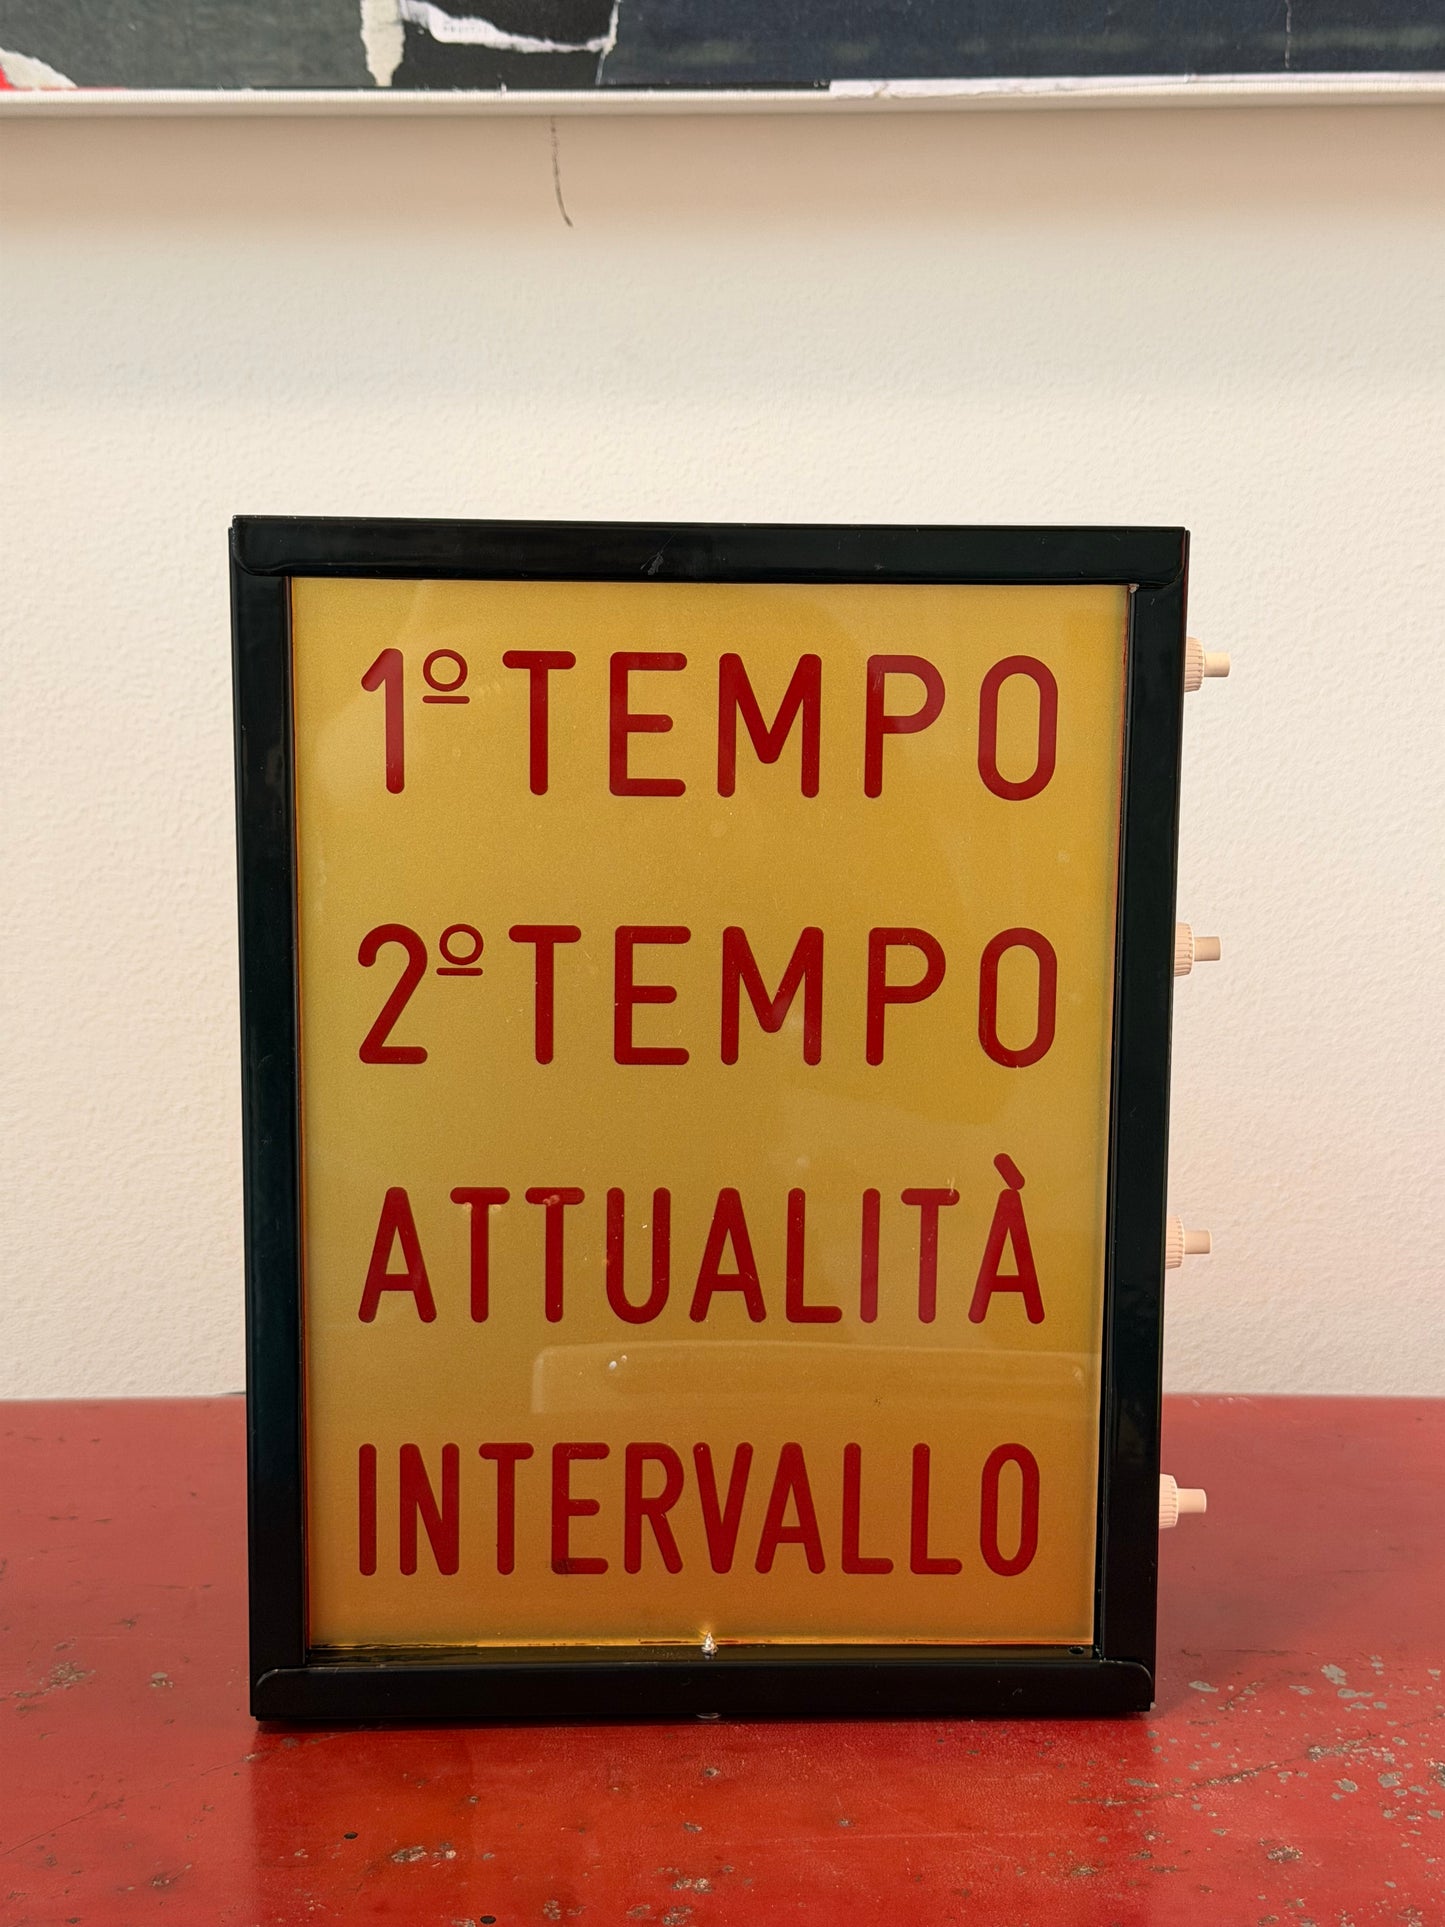 1º TEMPO
2º TEMPO
ATTUALITÀ
INTERVALLO